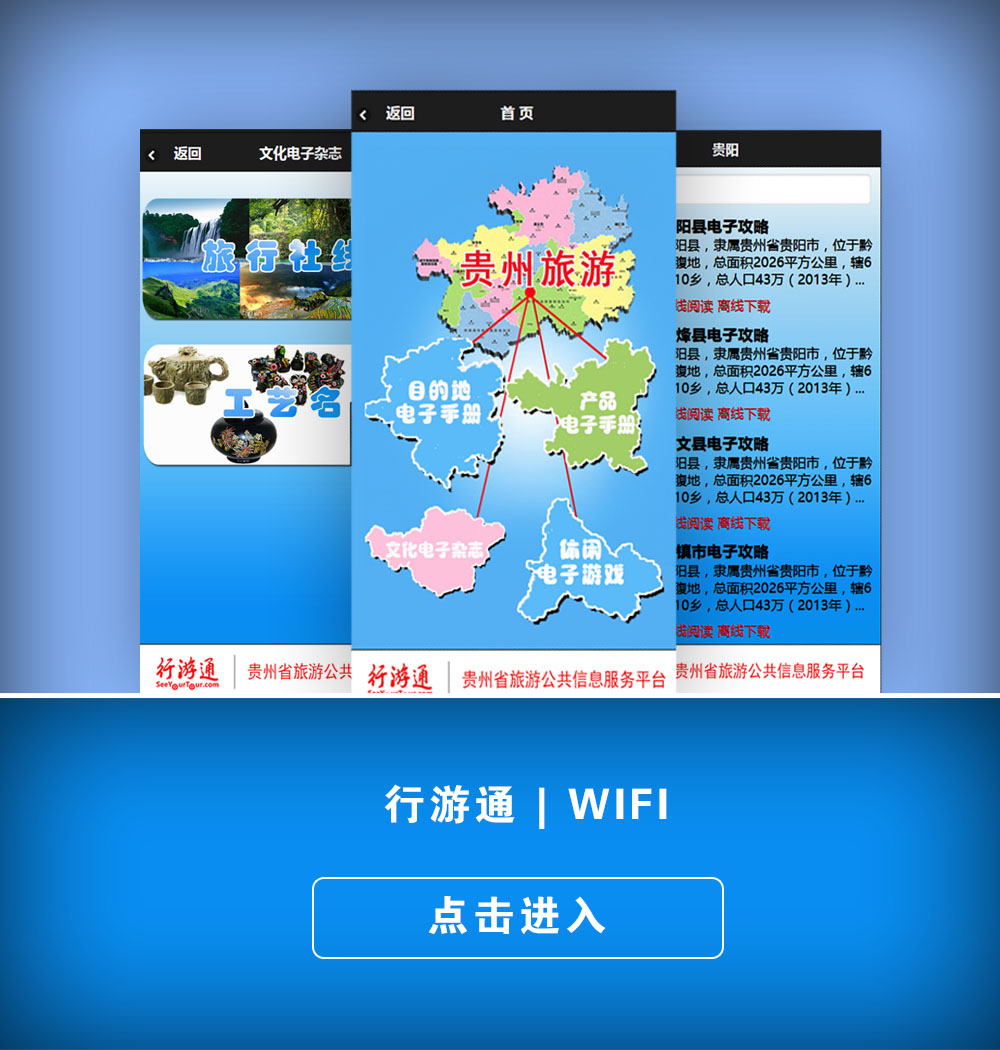 返回
文化电子杂志
旅行社线
工艺名
行游通
SeeYourTour.com
贵州省旅游公共
返回
首 页
贵州旅游
目的地
电子手册
产品
电子手册
文化电子杂志
休闲
电子游戏
行游通
SeeYourTour.com
贵州省旅游公共信息服务平台
贵阳
阳县电子攻略
阳县，隶属贵州省贵阳市，位于黔
腹地，总面积2026平方公里，辖6
10乡，总人口43万（2013年）...
线阅读 离线下载
烽县电子攻略
阳县，隶属贵州省贵阳市，位于黔
腹地，总面积2026平方公里，辖6
10乡，总人口43万（2013年）...
线阅读 离线下载
文县电子攻略
阳县，隶属贵州省贵阳市，位于黔
腹地，总面积2026平方公里，辖6
10乡，总人口43万（2013年）...
线阅读 离线下载
镇市电子攻略
阳县，隶属贵州省贵阳市，位于黔
腹地，总面积2026平方公里，辖6
10乡，总人口43万（2013年）...
线阅读 离线下载
贵州省旅游公共信息服务平台
行游通 | WIFI
点击进入